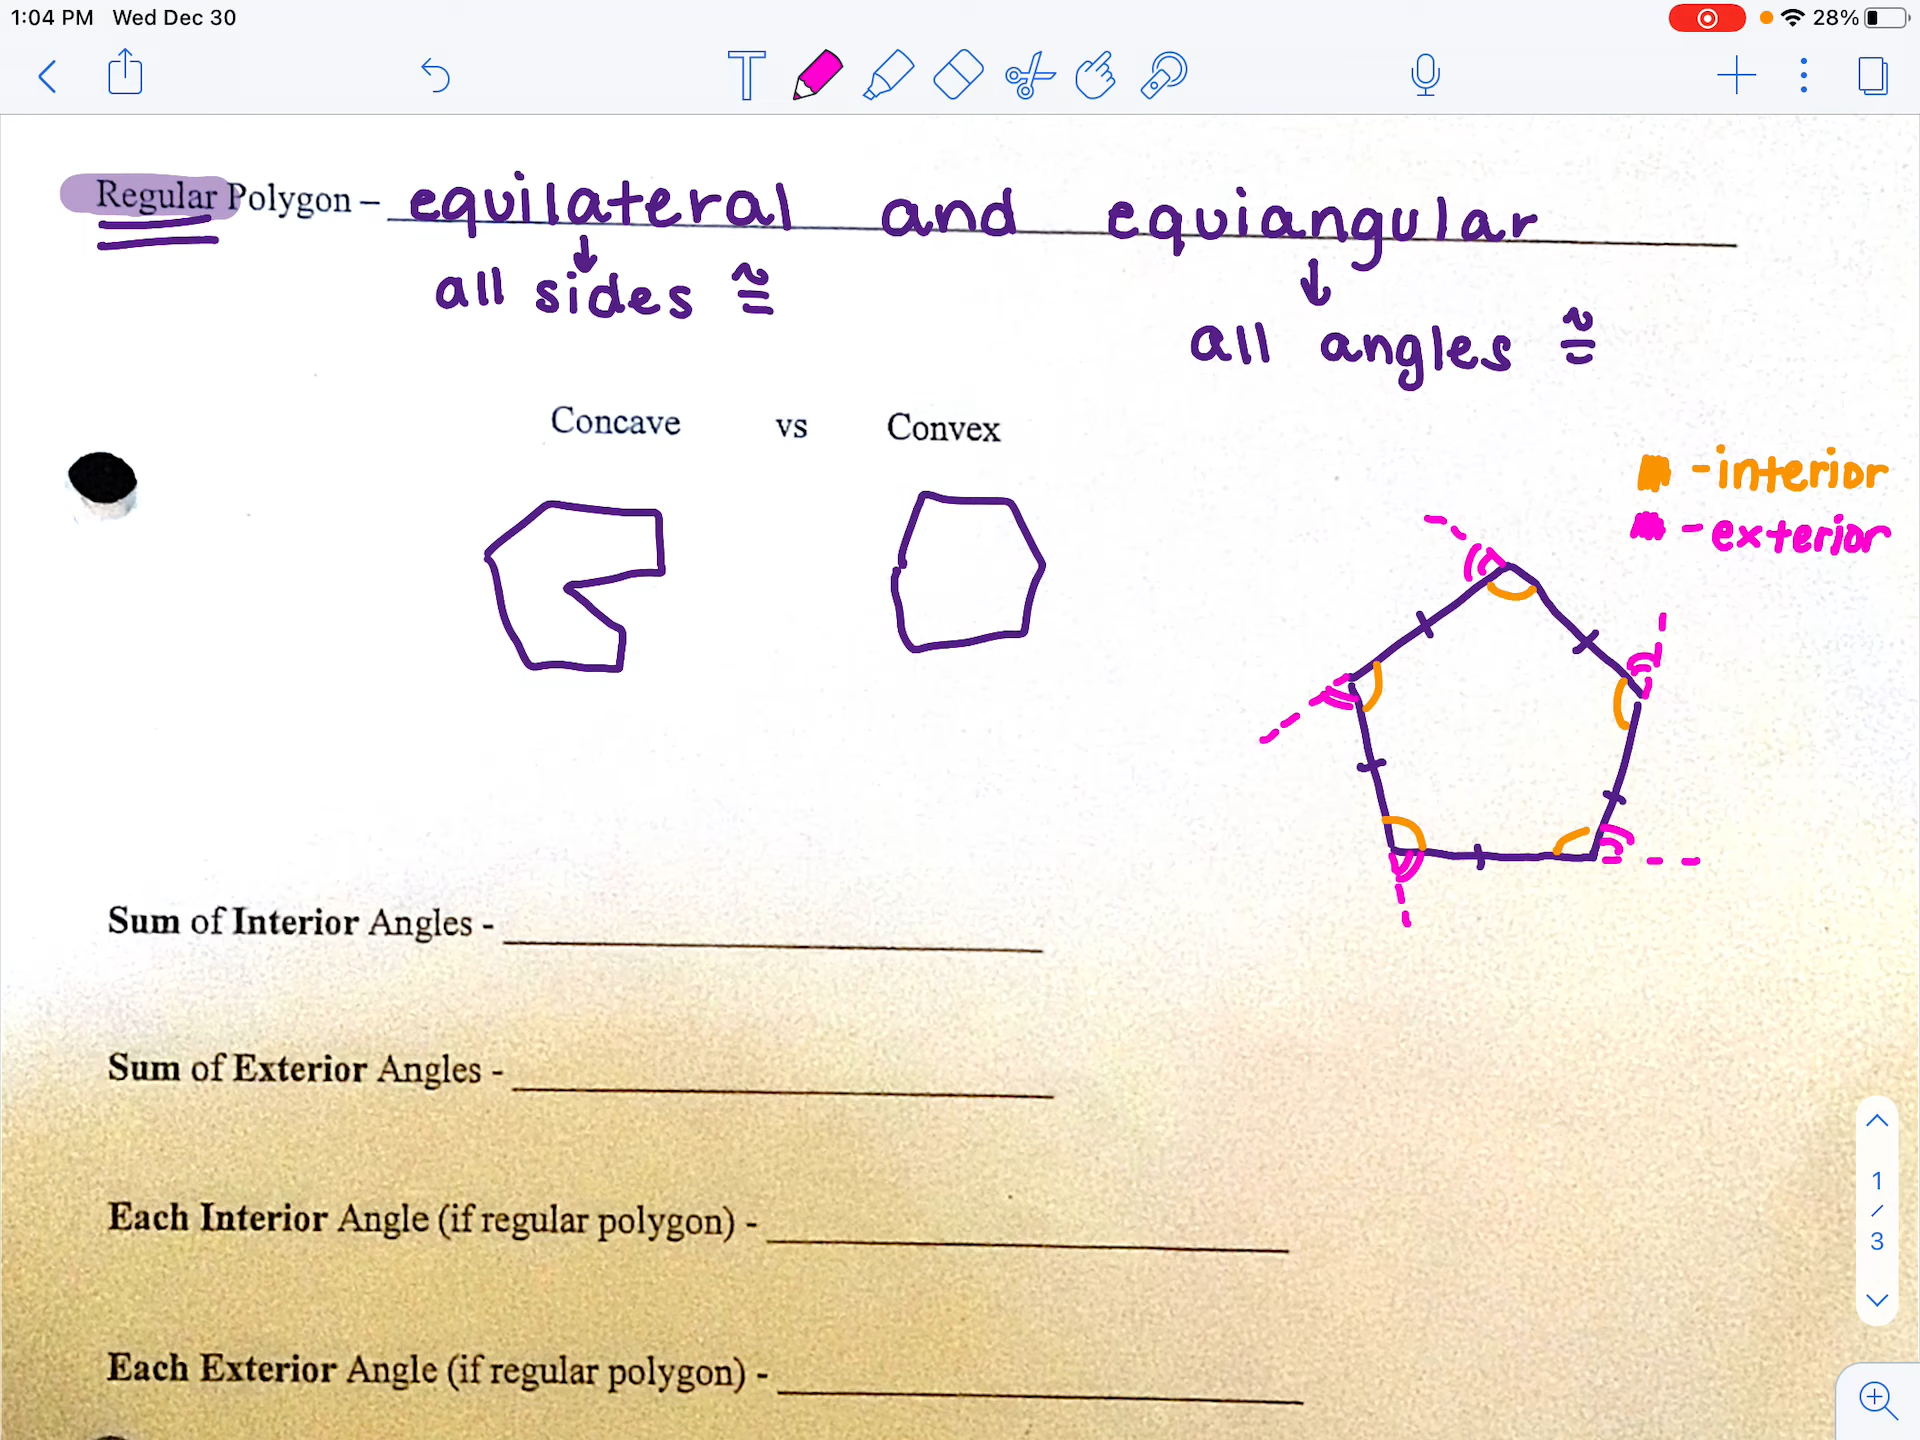 1:04 PM Wed Dec 30
28%
T
Regular Polygon – equilateral and equiangular
all sides ≅
all angles ≅
Concave vs Convex
- interior
- exterior
Sum of Interior Angles -
Sum of Exterior Angles -
Each Interior Angle (if regular polygon) -
Each Exterior Angle (if regular polygon) -
1
/
3